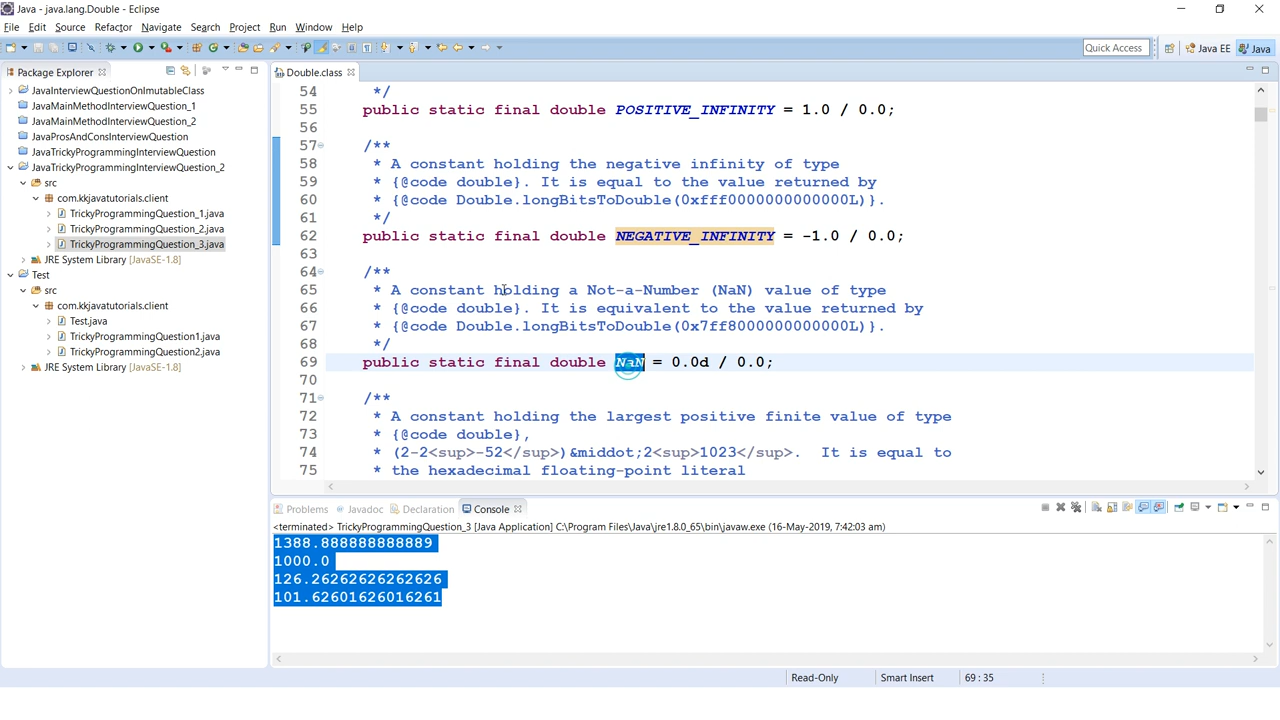 Java - java.lang.Double - Eclipse
File Edit Source Refactor Navigate Search Project Run Window Help
Quick Access Java EE Java
Package Explorer
JavaInterviewQuestionOnImutableClass
JavaMainMethodInterviewQuestion_1
JavaMainMethodInterviewQuestion_2
JavaProsAndConsInterviewQuestion
JavaTrickyProgrammingInterviewQuestion
JavaTrickyProgrammingInterviewQuestion_2
src
com.kkjavatutorials.client
TrickyProgrammingQuestion_1.java
TrickyProgrammingQuestion_2.java
TrickyProgrammingQuestion_3.java
JRE System Library [JavaSE-1.8]
Test
src
com.kkjavatutorials.client
Test.java
TrickyProgrammingQuestion1.java
TrickyProgrammingQuestion2.java
JRE System Library [JavaSE-1.8]
Double.class
54 */
55 public static final double POSITIVE_INFINITY = 1.0 / 0.0;
56
57 /**
58 * A constant holding the negative infinity of type
59 * {@code double}. It is equal to the value returned by
60 * {@code Double.longBitsToDouble(0xfff0000000000000L)}.
61 */
62 public static final double NEGATIVE_INFINITY = -1.0 / 0.0;
63
64 /**
65 * A constant holding a Not-a-Number (NaN) value of type
66 * {@code double}. It is equivalent to the value returned by
67 * {@code Double.longBitsToDouble(0x7ff8000000000000L)}.
68 */
69 public static final double NaN = 0.0d / 0.0;
70
71 /**
72 * A constant holding the largest positive finite value of type
73 * {@code double},
74 * (2-2<sup>-52</sup>)&middot;2<sup>1023</sup>. It is equal to
75 * the hexadecimal floating-point literal
Problems Javadoc Declaration Console
<terminated> TrickyProgrammingQuestion_3 [Java Application] C:\Program Files\Java\jre1.8.0_65\bin\javaw.exe (16-May-2019, 7:42:03 am)
1388.888888888889
1000.0
126.26262626262626
101.62601626016261
Read-Only Smart Insert 69 : 35